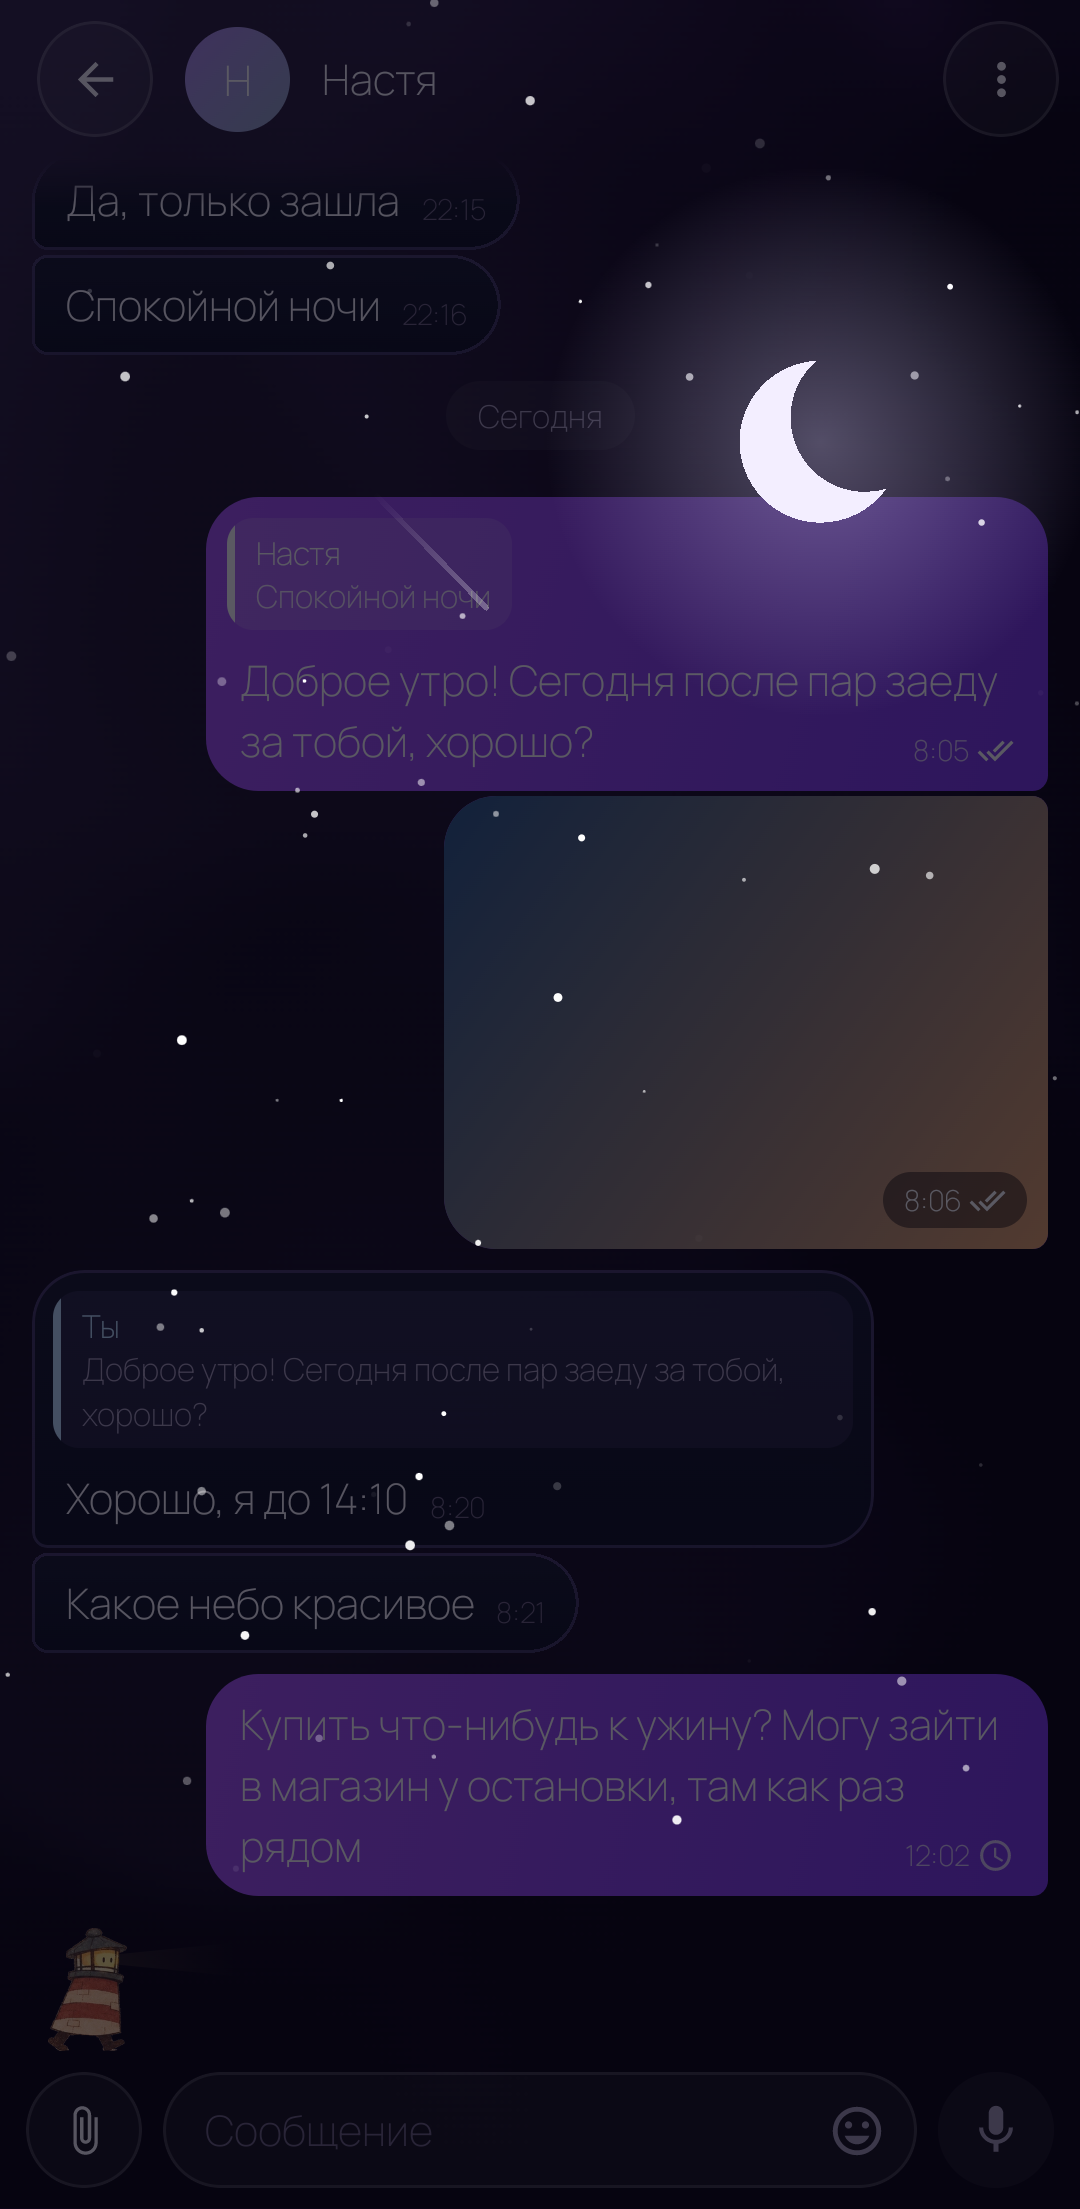 Н
Настя
Да, только зашла 22:15
Спокойной ночи 22:16
Сегодня
Настя
Спокойной ночи
Доброе утро! Сегодня после пар заеду
за тобой, хорошо?
8:05
8:06
Ты
Доброе утро! Сегодня после пар заеду за тобой,
хорошо?
Хорошо, я до 14:10 8:20
Какое небо красивое 8:21
Купить что-нибудь к ужину? Могу зайти
в магазин у остановки, там как раз
рядом
12:02
Сообщение